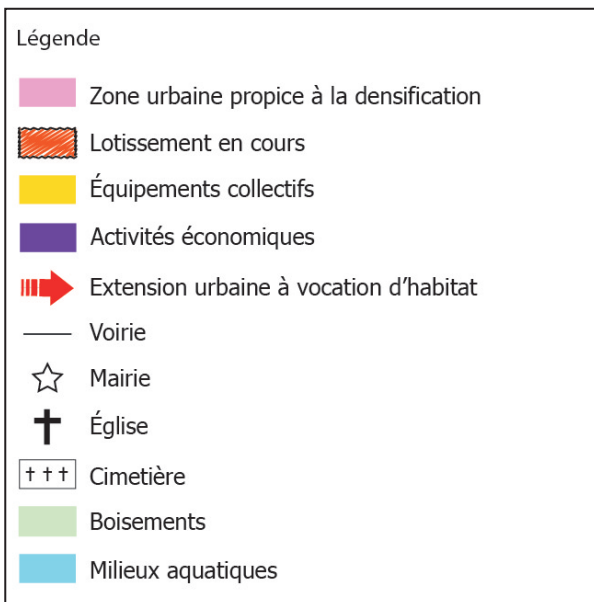 Légende
Zone urbaine propice à la densification
Lotissement en cours
Équipements collectifs
Activités économiques
Extension urbaine à vocation d’habitat
Voirie
Mairie
Église
Cimetière
Boisements
Milieux aquatiques